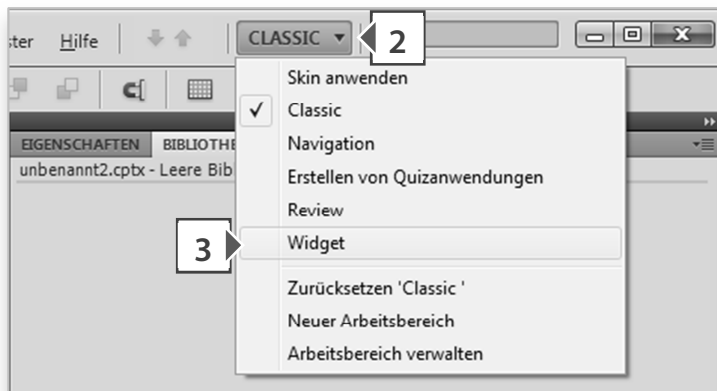 ster Hilfe CLASSIC 2
Skin anwenden
Classic
EIGENSCHAFTEN BIBLIOTHE
Navigation
unbenannt2.cptx - Leere Bib
Erstellen von Quizanwendungen
Review
3 Widget
Zurücksetzen 'Classic '
Neuer Arbeitsbereich
Arbeitsbereich verwalten